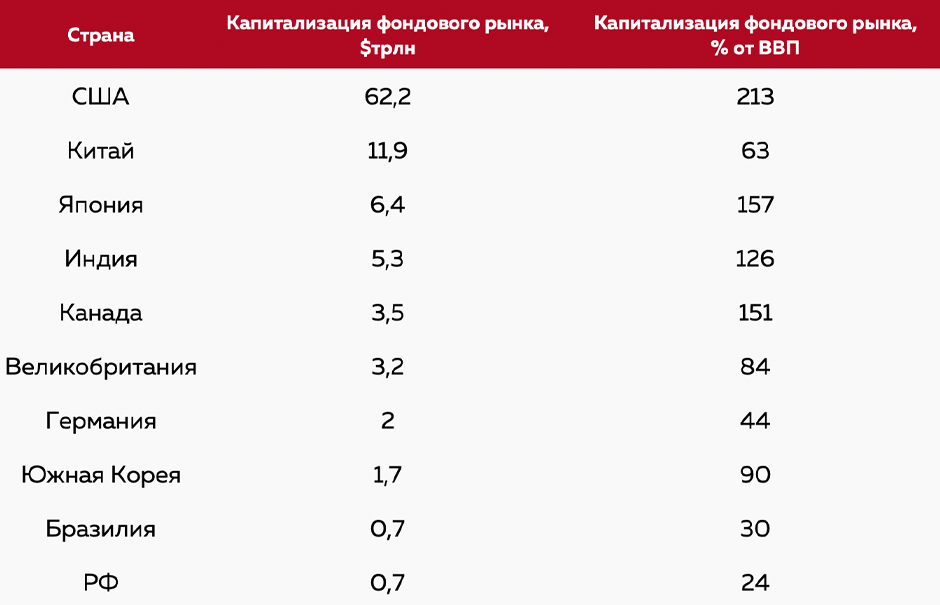 Страна
Капитализация фондового рынка,
$трлн
Капитализация фондового рынка,
% от ВВП
США 62,2 213
Китай 11,9 63
Япония 6,4 157
Индия 5,3 126
Канада 3,5 151
Великобритания 3,2 84
Германия 2 44
Южная Корея 1,7 90
Бразилия 0,7 30
РФ 0,7 24